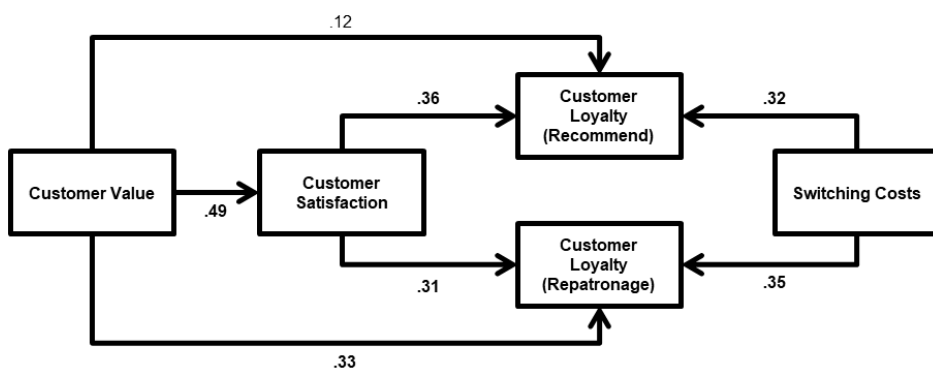 .12
Customer
Loyalty
(Recommend)
.36
.32
Customer Value
.49
Customer
Satisfaction
Switching Costs
Customer
Loyalty
(Repatronage)
.31
.35
.33